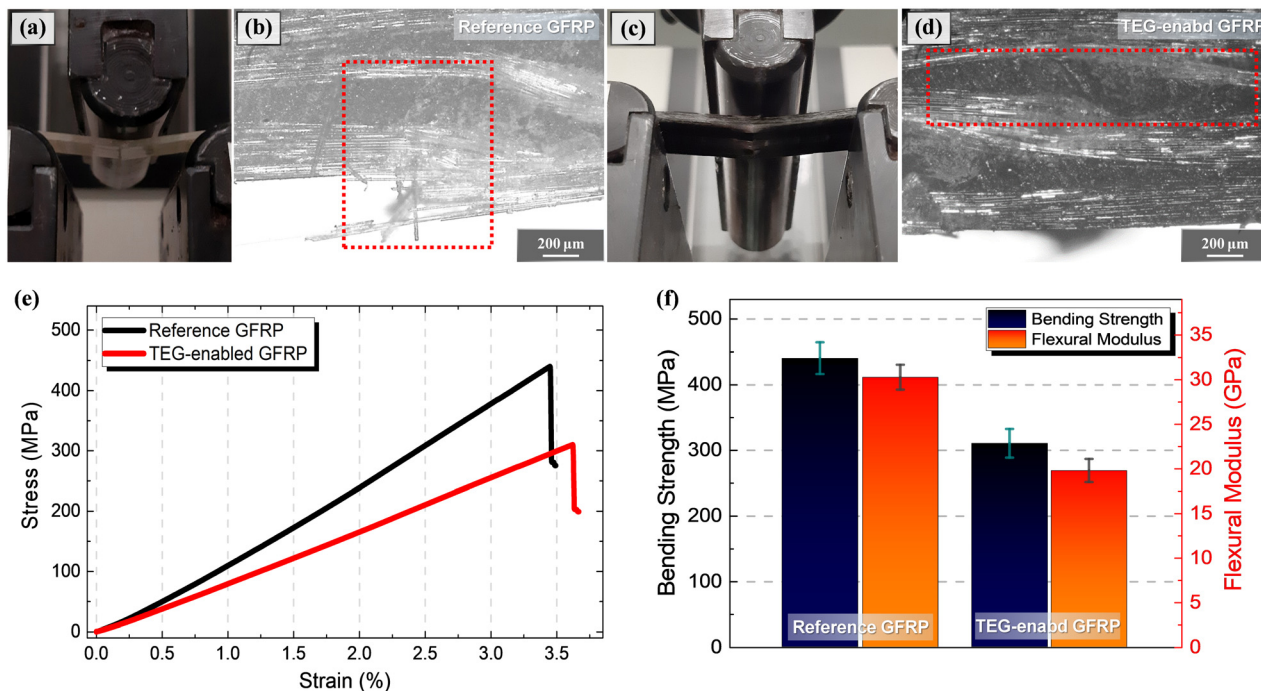 (a)
(b)
Reference GFRP
200 µm
(c)
(d)
TEG-enabd GFRP
200 µm
(e)
Reference GFRP
TEG-enabled GFRP
500
400
300
200
100
0
Stress (MPa)
0.0 0.5 1.0 1.5 2.0 2.5 3.0 3.5
Strain (%)
(f)
Bending Strength
Flexural Modulus
500
400
300
200
100
0
Bending Strength (MPa)
35
30
25
20
15
10
5
0
Flexural Modulus (GPa)
Reference GFRP
TEG-enabd GFRP